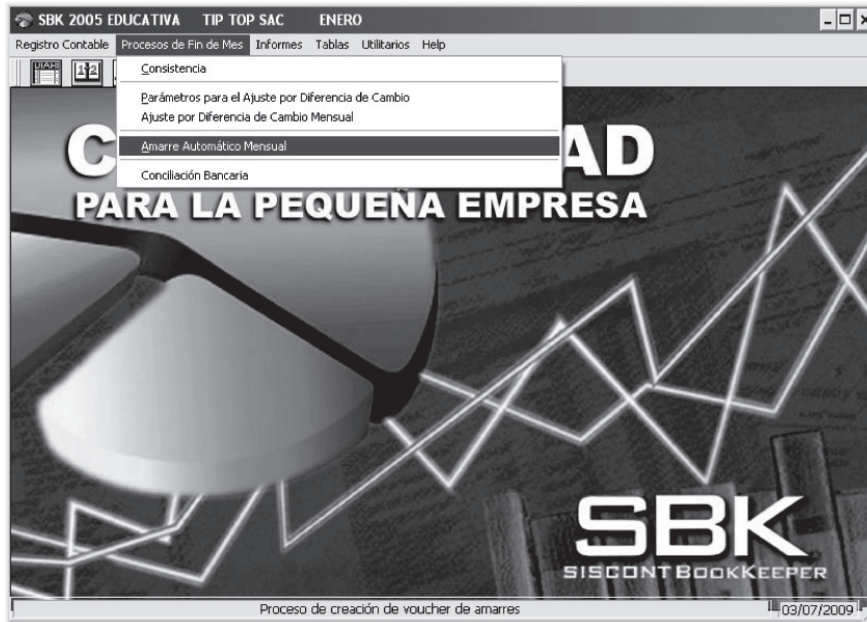 SBK 2005 EDUCATIVA TIP TOP SAC ENERO
Registro Contable Procesos de Fin de Mes Informes Tablas Utilitarios Help
Consistencia
Parámetros para el Ajuste por Diferencia de Cambio
Ajuste por Diferencia de Cambio Mensual
Amarre Automático Mensual
Conciliación Bancaria
PARA LA PEQUEÑA EMPRESA
SBK
SISCONT BOOKKEEPER
Proceso de creación de voucher de amarres 03/07/2009